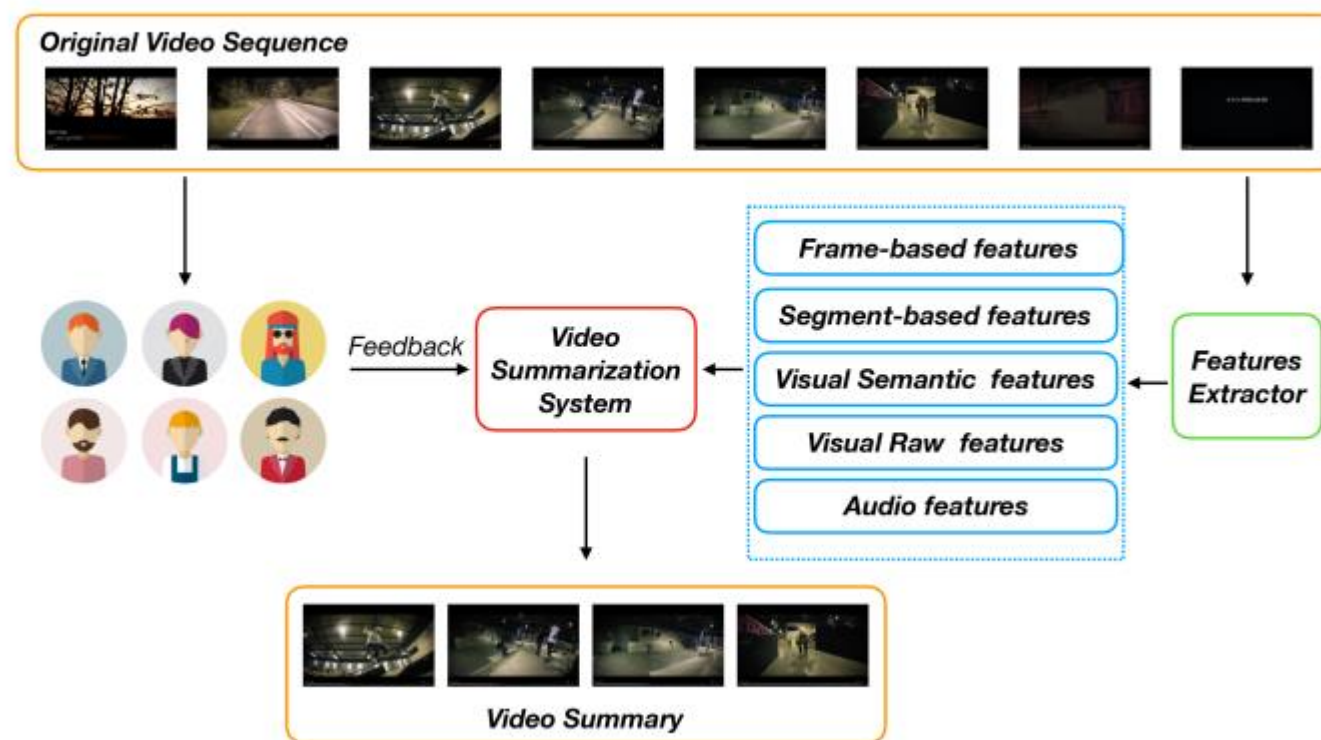 Original Video Sequence
Frame-based features
Segment-based features
Feedback
Video
Summarization
System
Visual Semantic features
Features
Extractor
Visual Raw features
Audio features
Video Summary